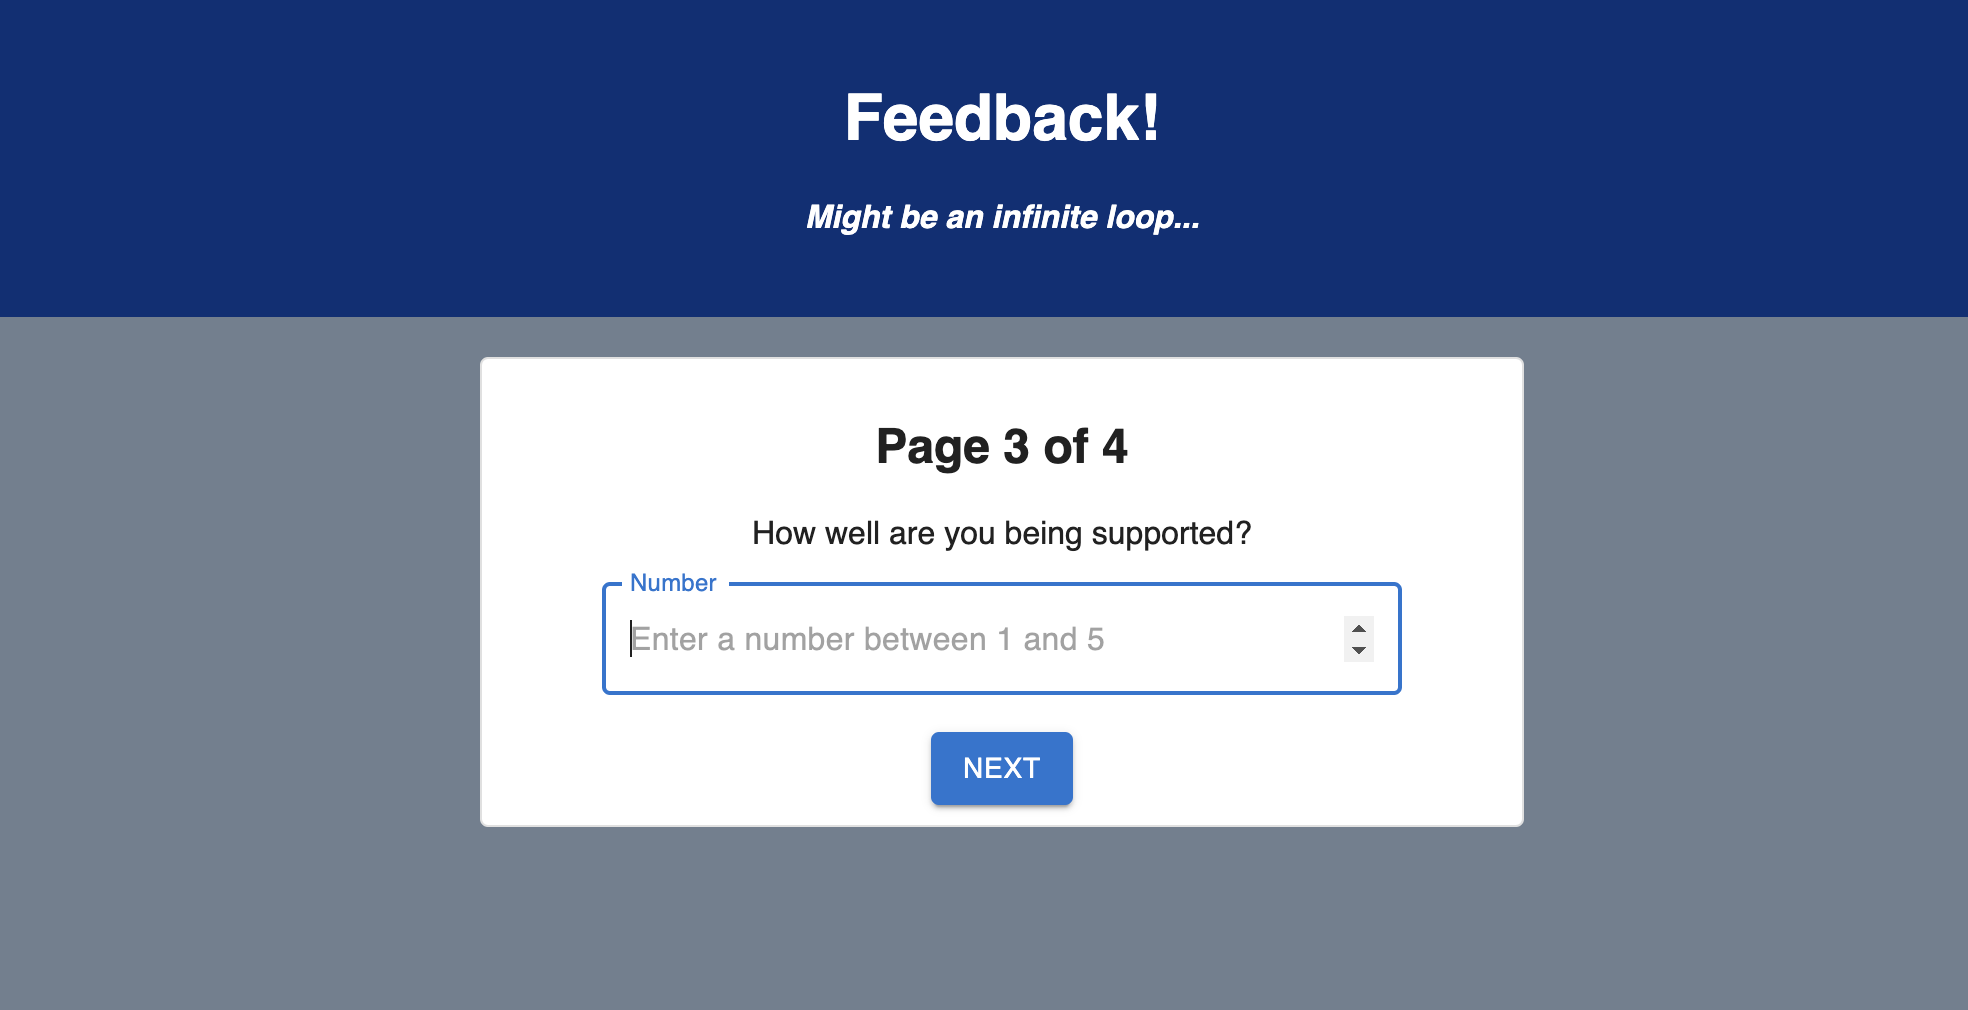 Feedback!
Might be an infinite loop...
Page 3 of 4
How well are you being supported?
Number
Enter a number between 1 and 5
NEXT